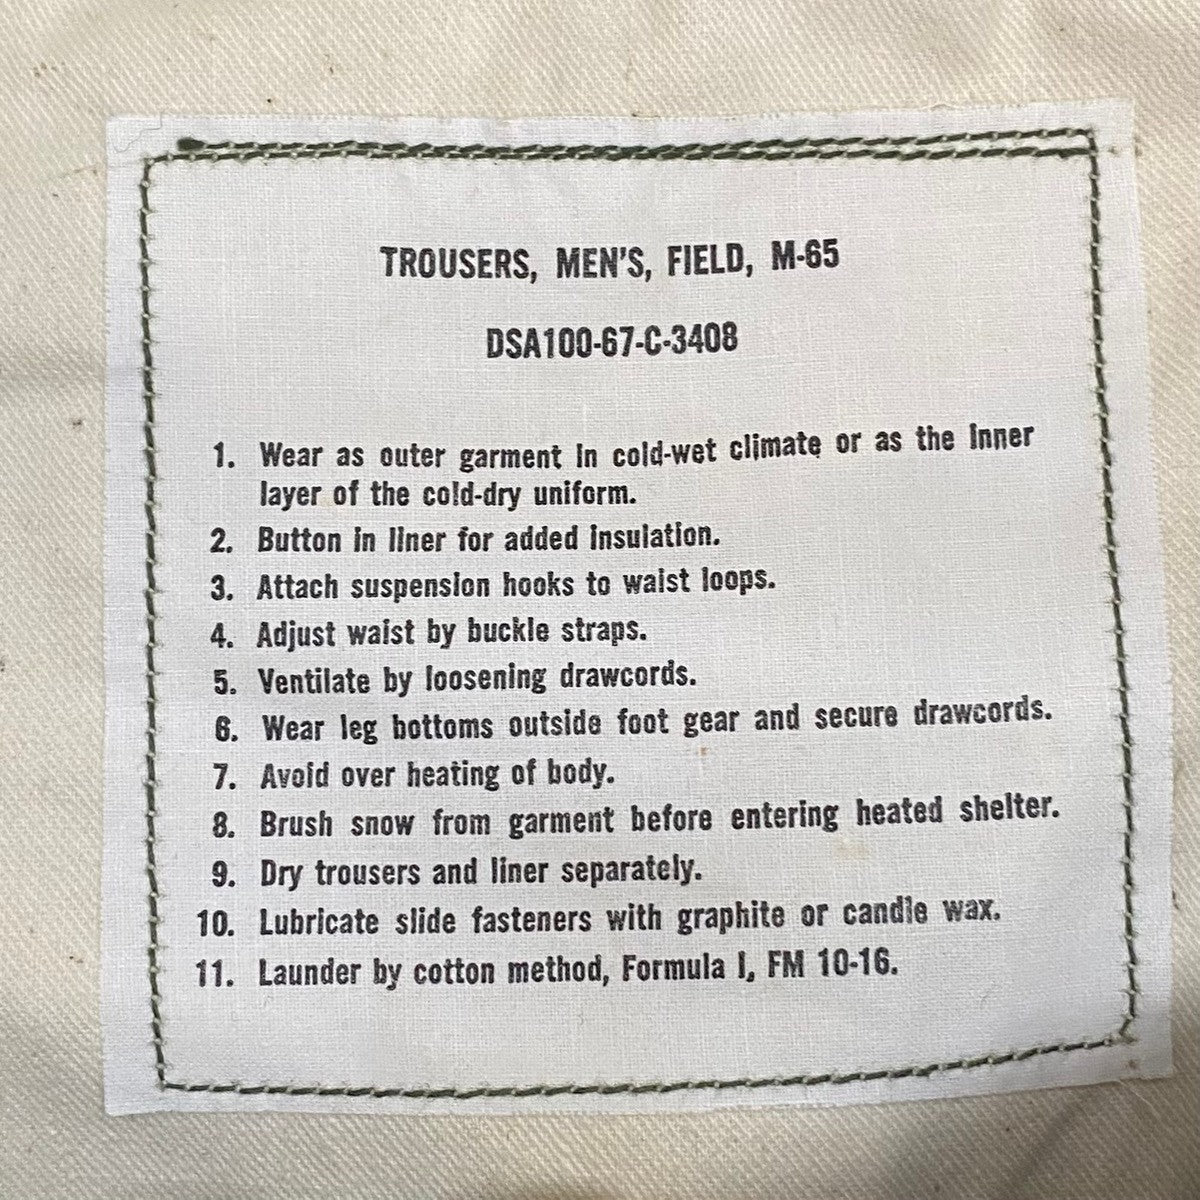 TROUSERS, MEN'S, FIELD, M-65
DSA100-67-C-3408
1. Wear as outer garment in cold-wet climate or as the inner
layer of the cold-dry uniform.
2. Button in liner for added insulation.
3. Attach suspension hooks to waist loops.
4. Adjust waist by buckle straps.
5. Ventilate by loosening drawcords.
6. Wear leg bottoms outside foot gear and secure drawcords.
7. Avoid over heating of body.
8. Brush snow from garment before entering heated shelter.
9. Dry trousers and liner separately.
10. Lubricate slide fasteners with graphite or candle wax.
11. Launder by cotton method, Formula I, FM 10-16.